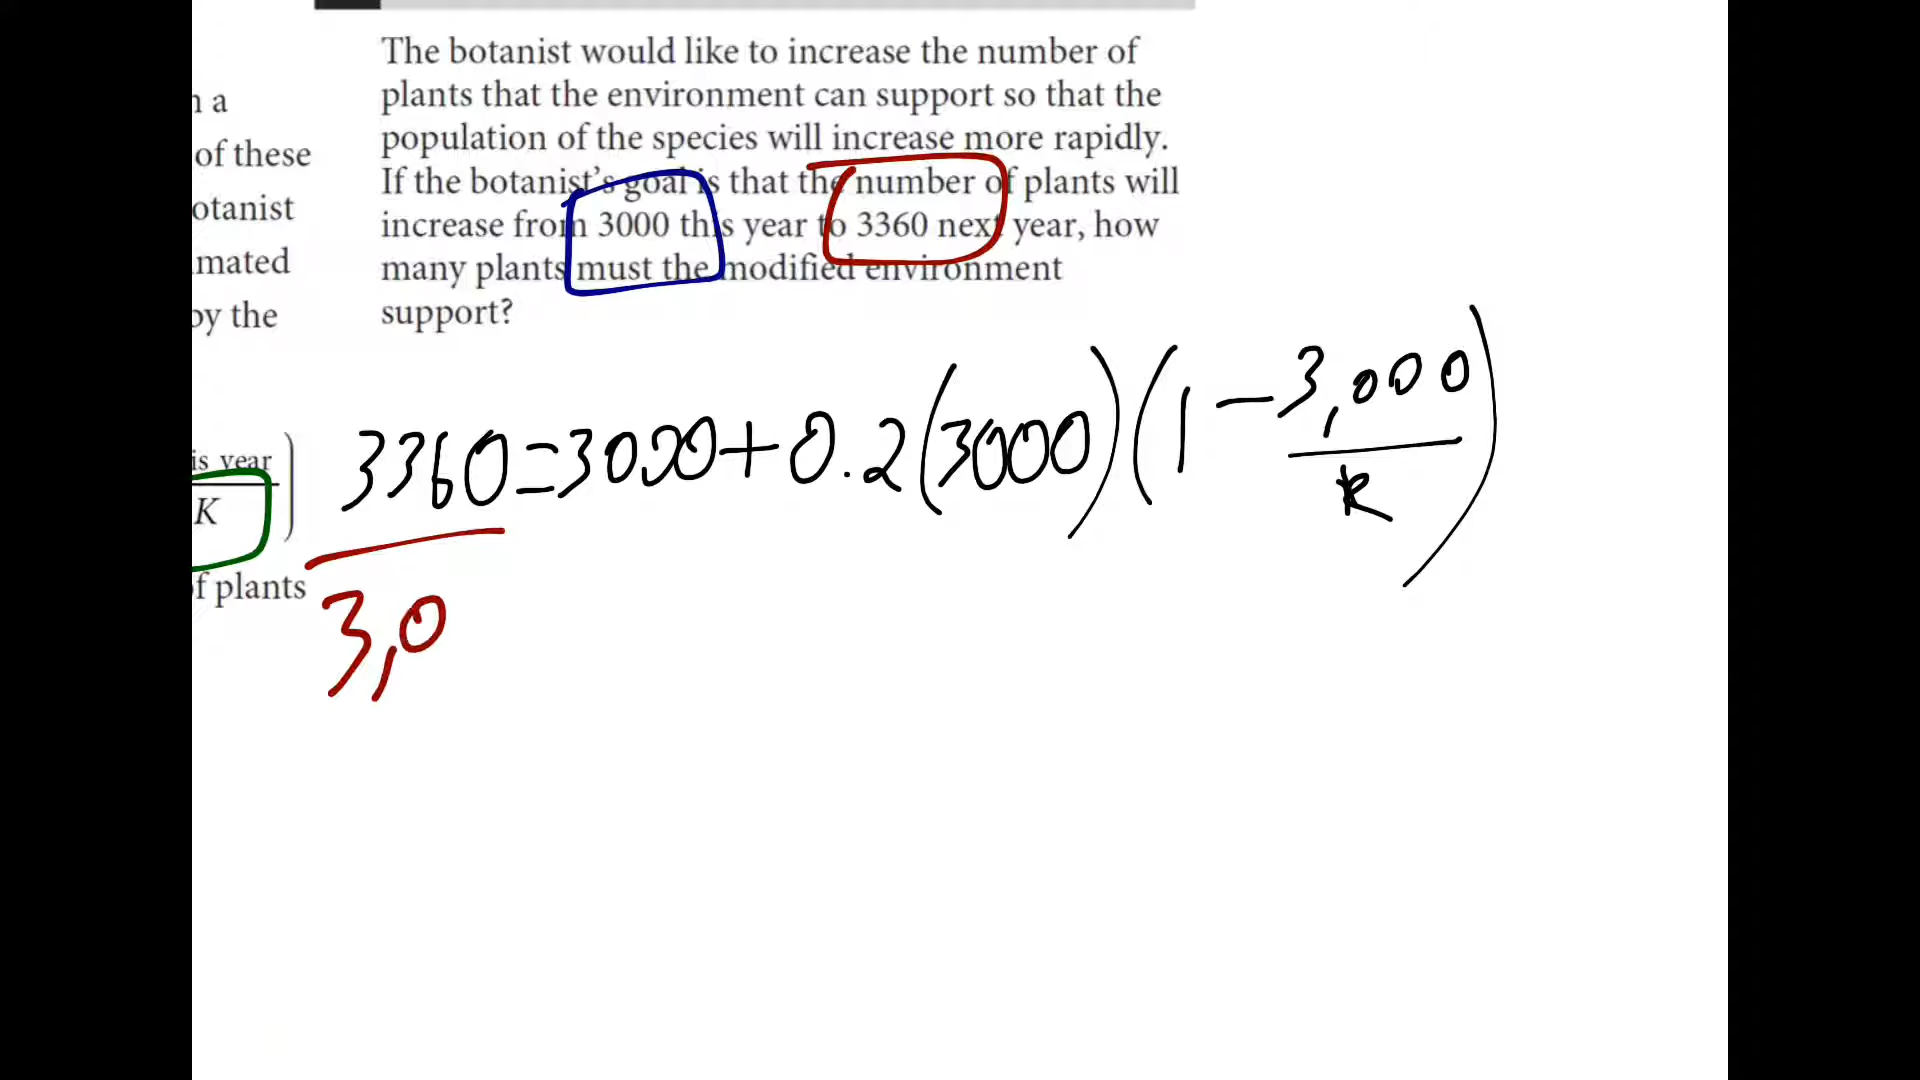 The botanist would like to increase the number of
plants that the environment can support so that the
population of the species will increase more rapidly.
If the botanist's goal is that the number of plants will
increase from 3000 this year to 3360 next year, how
many plants must the modified environment
support?
a
of these
by the
year
K
plants
3360=3000+0.2(3000)(1-3,000
k)
3,0